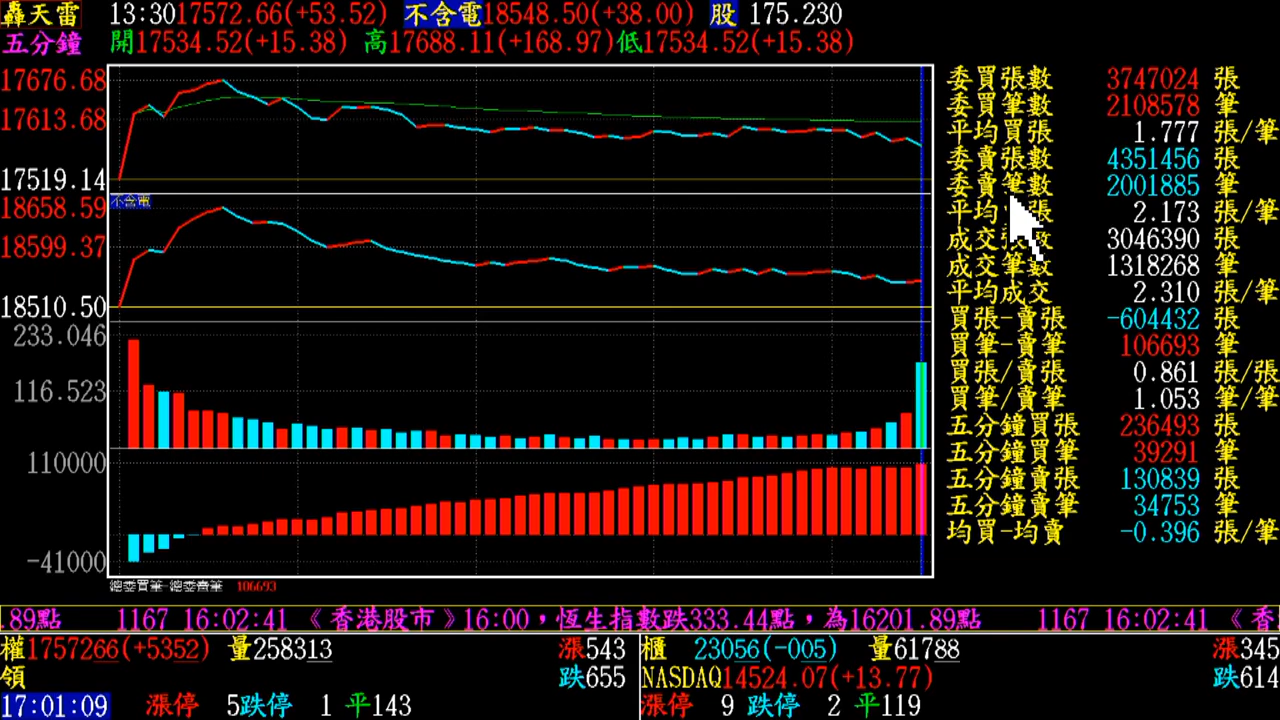 轟天雷 13:30 17572.66(+53.52) 不含電 18548.50(+38.00) 股 175.230
五分鐘 開17534.52(+15.38) 高17688.11(+168.97)低17534.52(+15.38)
17676.68
17613.68
17519.14
不含電
18658.59
18599.37
18510.50
233.046
116.523
110000
-41000
106693
委買張數 3747024 張
委買筆數 2108578 筆
平均買張 1.777 張/筆
委賣張數 4351456 張
委賣筆數 2001885 筆
平均 張 2.173 張/筆
成交張數 3046390 張
成交筆數 1318268 筆
平均成交 2.310 張/筆
買張-賣張 -604432 張
買筆-賣筆 106693 筆
買張/賣張 0.861 張/張
買筆/賣筆 1.053 筆/筆
五分鐘買張 236493 張
五分鐘買筆 39291 筆
五分鐘賣張 130839 張
五分鐘賣筆 34753 筆
均買-均賣 -0.396 張/筆
.89點 1167 16:02:41 《香港股市》16:00，恆生指數跌333.44點，為16201.89點 1167 16:02:41 《香
權1757266(+5352) 量258313 漲543
領 跌655
17:01:09 漲停 5跌停 1 平143
櫃 23056(-005) 量61788 漲345
NASDAQ14524.07(+13.77) 跌614
漲停 9 跌停 2 平119